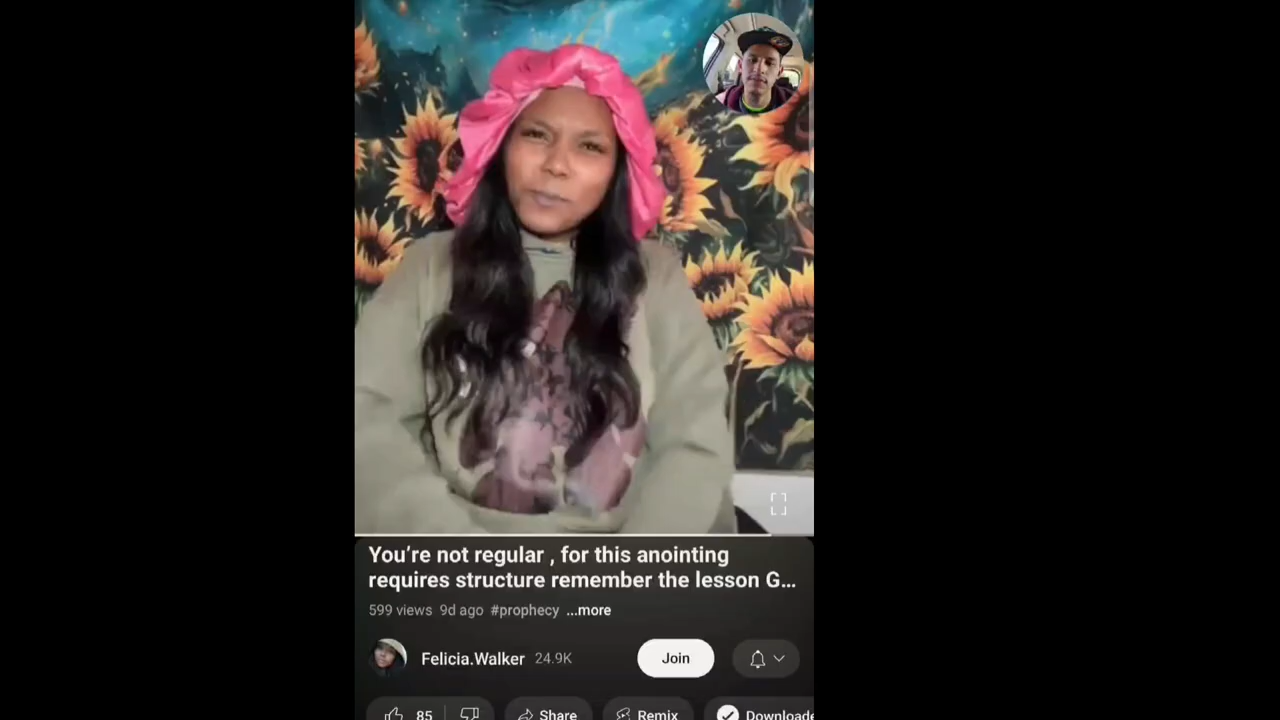 You’re not regular , for this anointing
requires structure remember the lesson G...
599 views 9d ago #prophecy ...more
Felicia.Walker 24.9K
Join
85
Share
Remix
Downloade